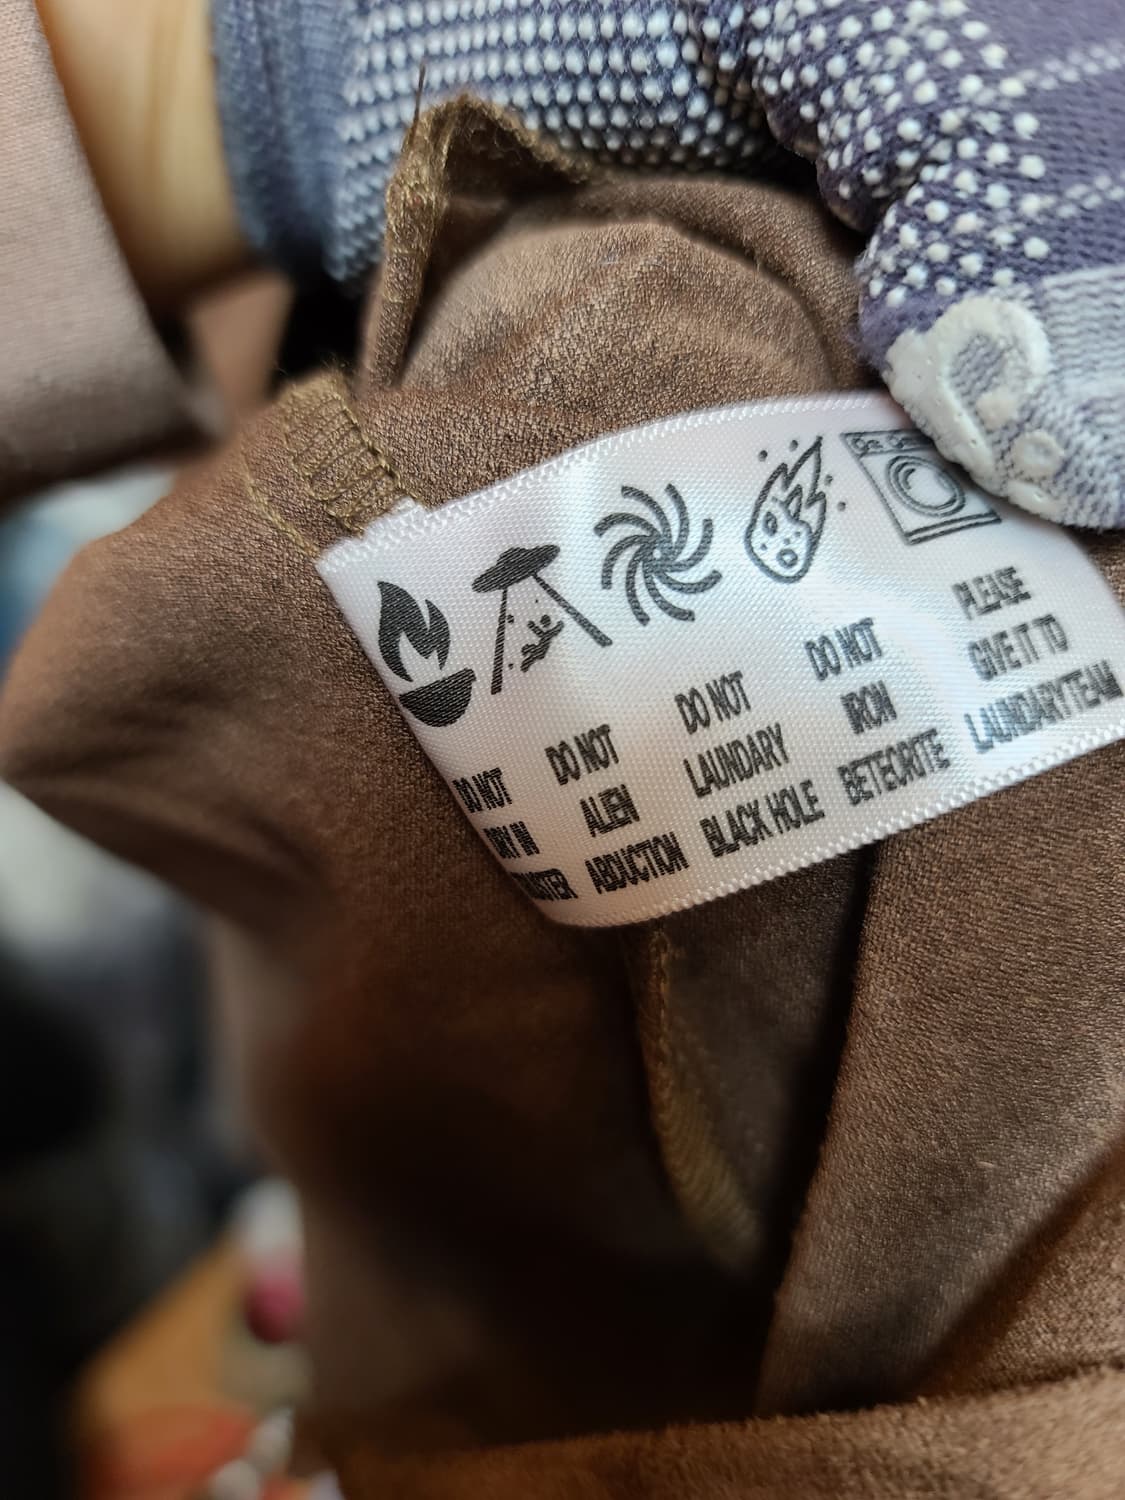 DO NOT
DRY IN
DO NOT
ALIEN
ABDUCTION
DO NOT
LAUNDARY
BLACK HOLE
DO NOT
IRON
BETEORITE
PLEASE
GIVE IT TO
LAUNDARYTEAM